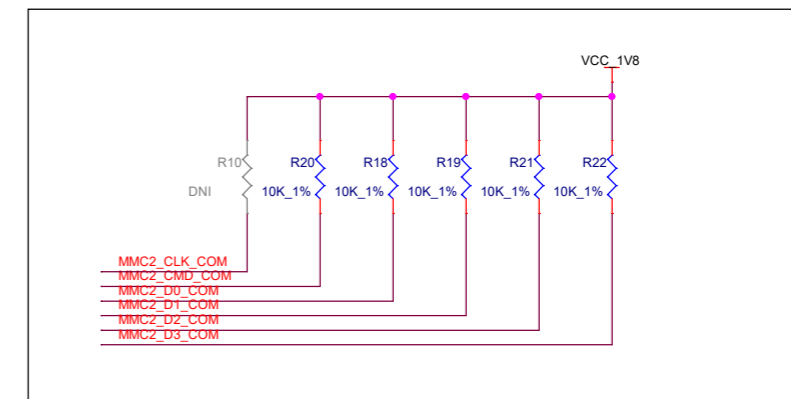 VCC_1V8
R10 R20 R18 R19 R21 R22
DNI 10K_1% 10K_1% 10K_1% 10K_1% 10K_1%
MMC2_CLK_COM
MMC2_CMD_COM
MMC2_D0_COM
MMC2_D1_COM
MMC2_D2_COM
MMC2_D3_COM